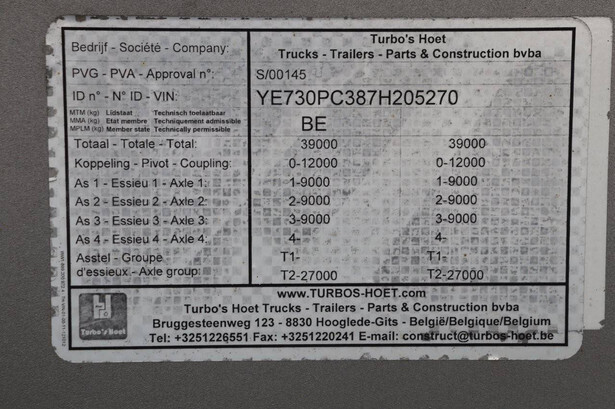 Bedrijf - Société - Company: Turbo's Hoet
Trucks - Trailers - Parts & Construction bvba
PVG - PVA - Approval n°: S/00145
ID n° - N° ID - VIN: YE730PC387H205270
MTM (kg) Lidstaat Technisch toelaatbaar
MMA (kg) Etat membre Techniquement admissible
MPLM (kg) Member state Technically permissible
BE
Totaal - Totale - Total: 39000 39000
Koppeling - Pivot - Coupling: 0-12000 0-12000
As 1 - Essieu 1 - Axle 1: 1-9000 1-9000
As 2 - Essieu 2 - Axle 2: 2-9000 2-9000
As 3 - Essieu 3 - Axle 3: 3-9000 3-9000
As 4 - Essieu 4 - Axle 4: 4- 4-
Asstel - Groupe T1- T1-
d'essieux - Axle group: T2-27000 T2-27000
www.TURBOS-HOET.com
Turbo's Hoet Trucks - Trailers - Parts & Construction bvba
Bruggesteenweg 123 - 8830 Hooglede-Gits - België/Belgique/Belgium
Tel: +3251226551 Fax: +3251220241 E-mail: construct@turbos-hoet.be
Turbo's Hoet